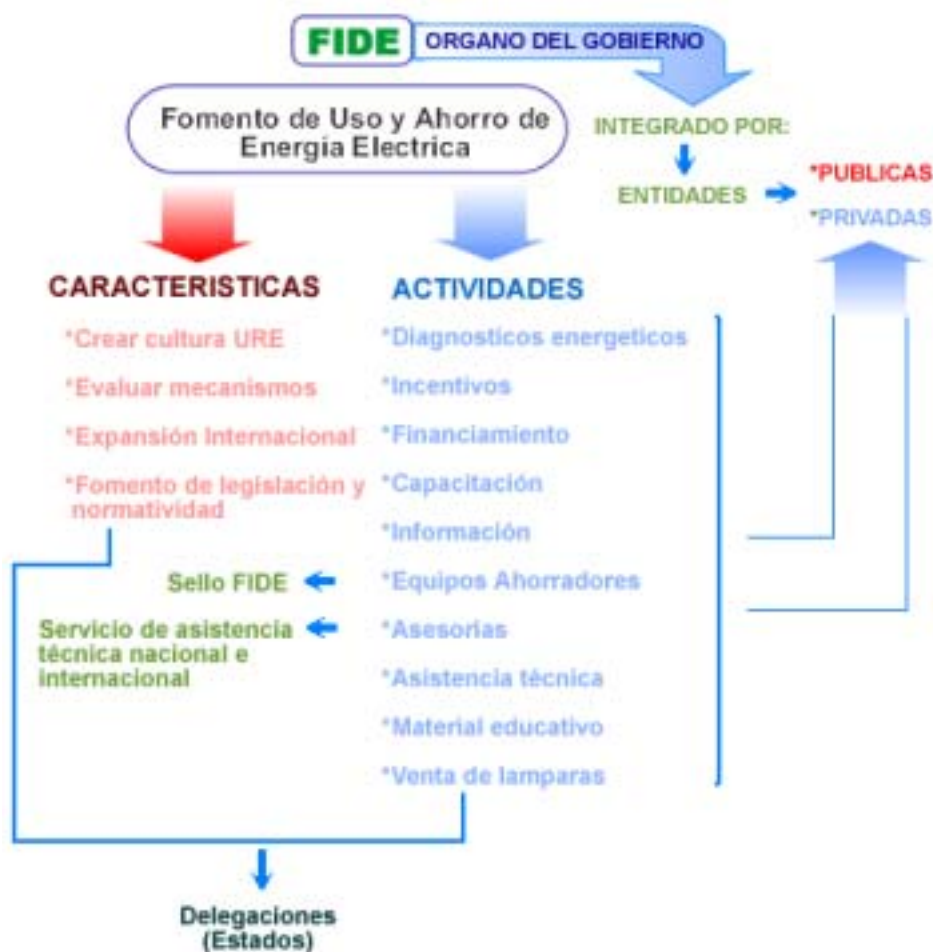 FIDE ORGANO DEL GOBIERNO
Fomento de Uso y Ahorro de
Energia Electrica
INTEGRADO POR:
ENTIDADES
*PUBLICAS
*PRIVADAS
CARACTERISTICAS
*Crear cultura URE
*Evaluar mecanismos
*Expansión Internacional
*Fomento de legislación y
normatividad
ACTIVIDADES
*Diagnosticos energeticos
*Incentivos
*Financiamiento
*Capacitación
*Información
*Equipos Ahorradores
*Asesorias
*Asistencia técnica
*Material educativo
*Venta de lamparas
Sello FIDE
Servicio de asistencia
técnica nacional e
internacional
Delegaciones
(Estados)